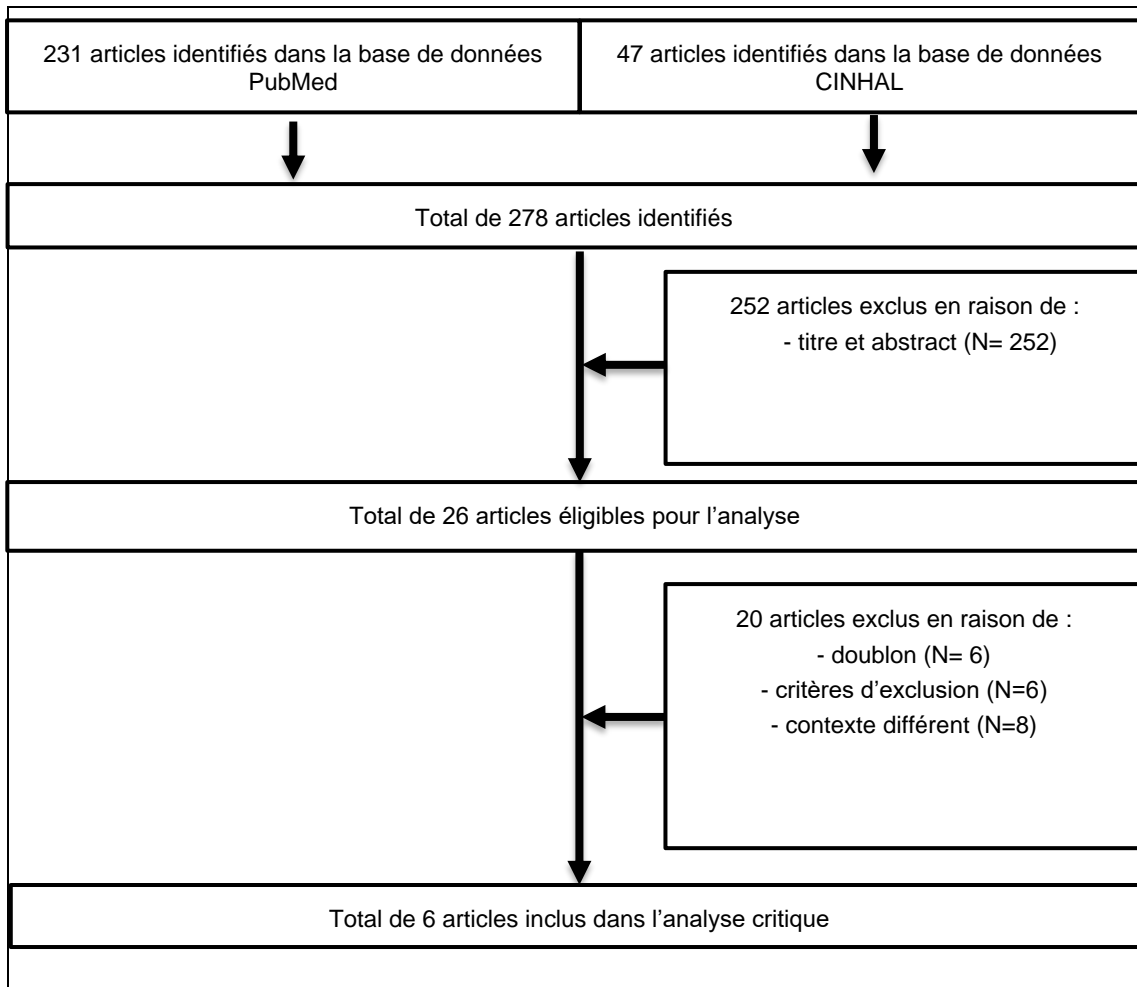 231 articles identifiés dans la base de données
PubMed
47 articles identifiés dans la base de données
CINHAL
Total de 278 articles identifiés
252 articles exclus en raison de :
- titre et abstract (N= 252)
Total de 26 articles éligibles pour l’analyse
20 articles exclus en raison de :
- doublon (N= 6)
- critères d’exclusion (N=6)
- contexte différent (N=8)
Total de 6 articles inclus dans l’analyse critique